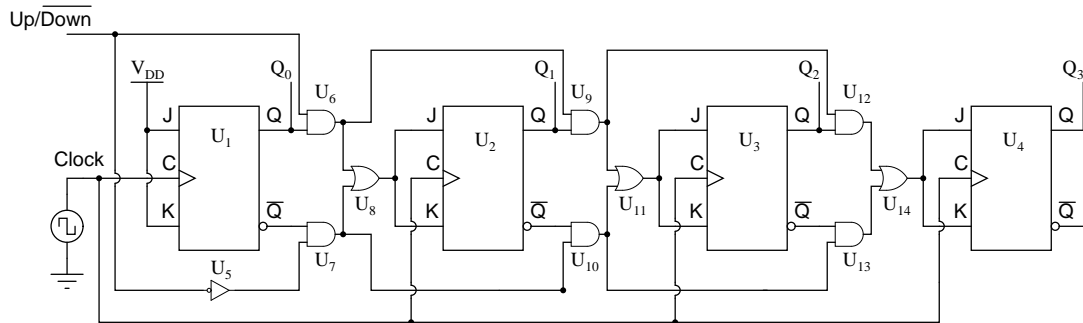 Up/Down
V_DD
Q_0
U_6
Q_1
U_9
Q_2
U_12
Q_3
J
Q
J
Q
J
Q
J
Q
U_1
U_2
U_3
U_4
Clock
C
C
C
C
U_8
U_11
U_14
K
Q
K
Q
K
Q
K
Q
U_5
U_7
U_10
U_13